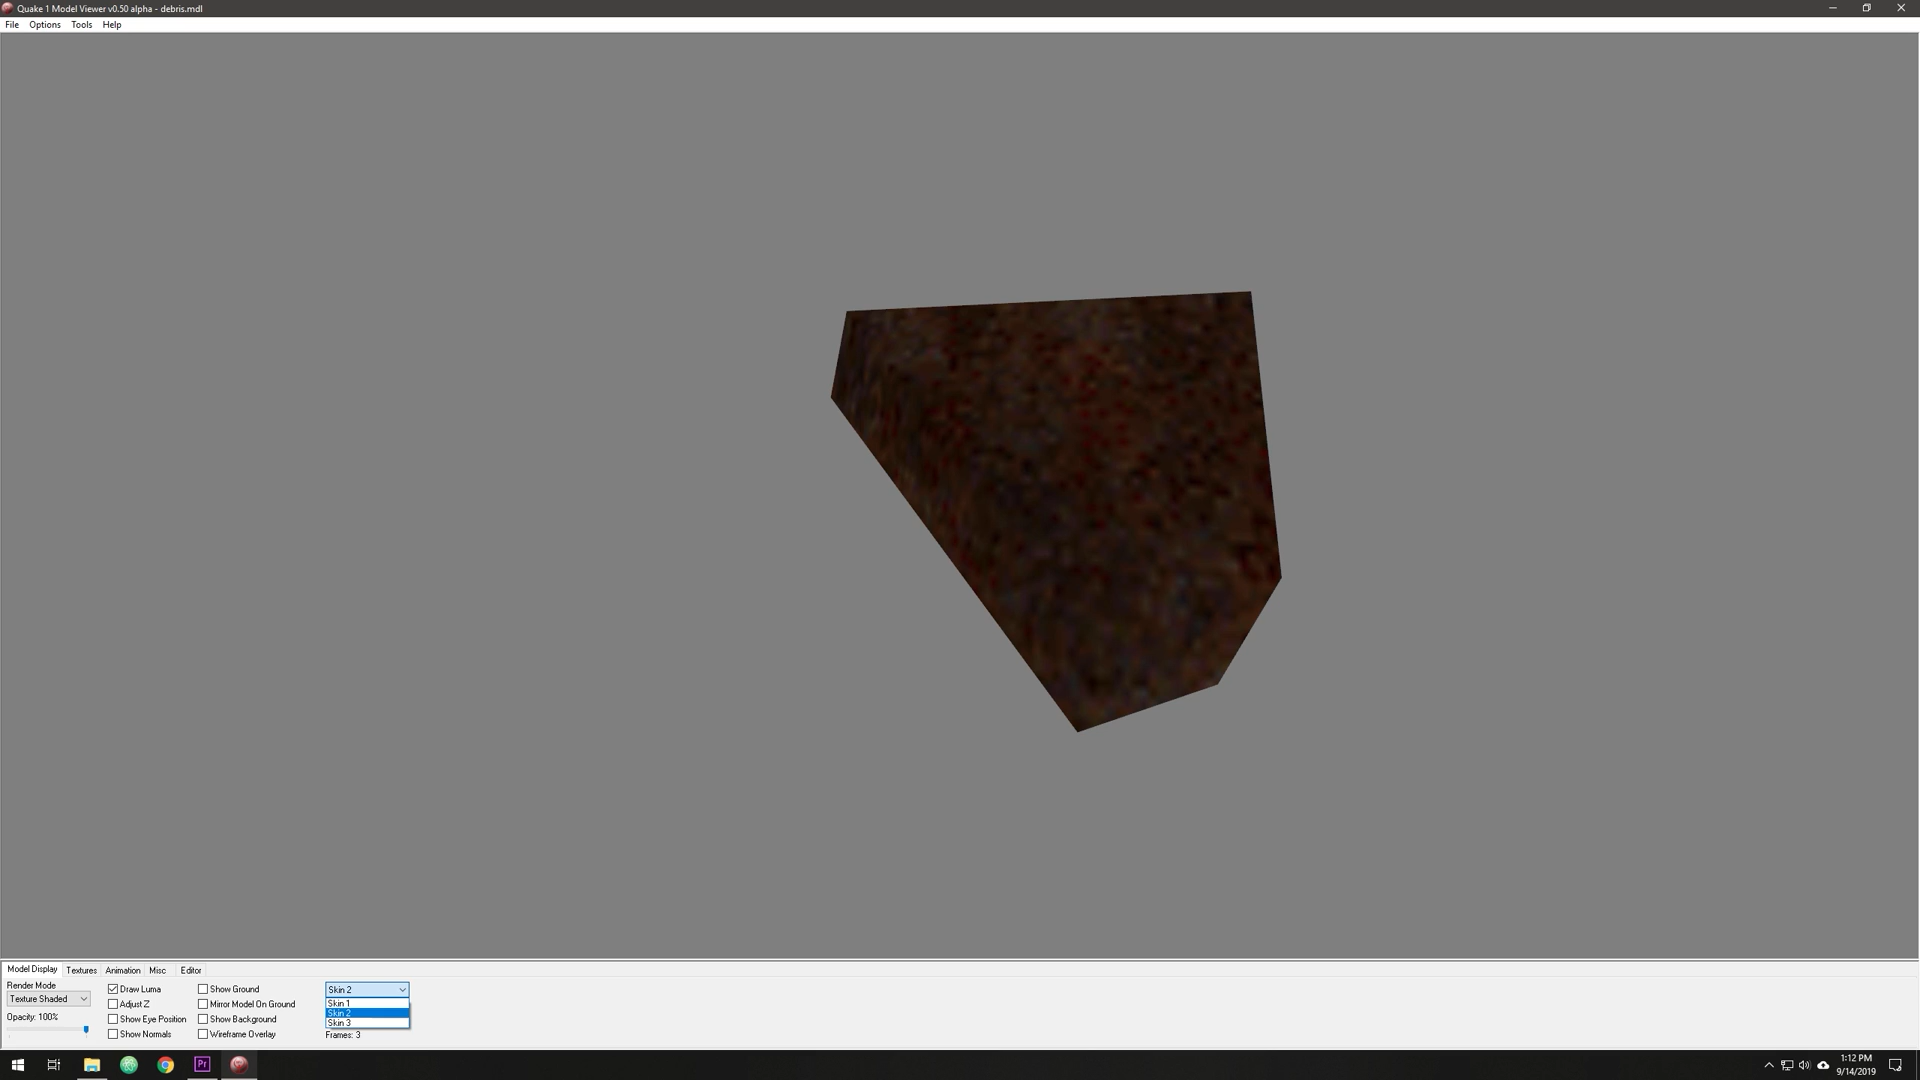 Quake 1 Model Viewer v0.50 alpha - debris.mdl
File Options Tools Help
Model Display Textures Animation Misc Editor
Render Mode
Texture Shaded
Opacity: 100%
Draw Luma
Adjust Z
Show Eye Position
Show Normals
Show Ground
Mirror Model On Ground
Show Background
Wireframe Overlay
Skin 2
Skin 1
Skin 2
Skin 3
Frames: 3
Pr
1:12 PM
9/14/2019